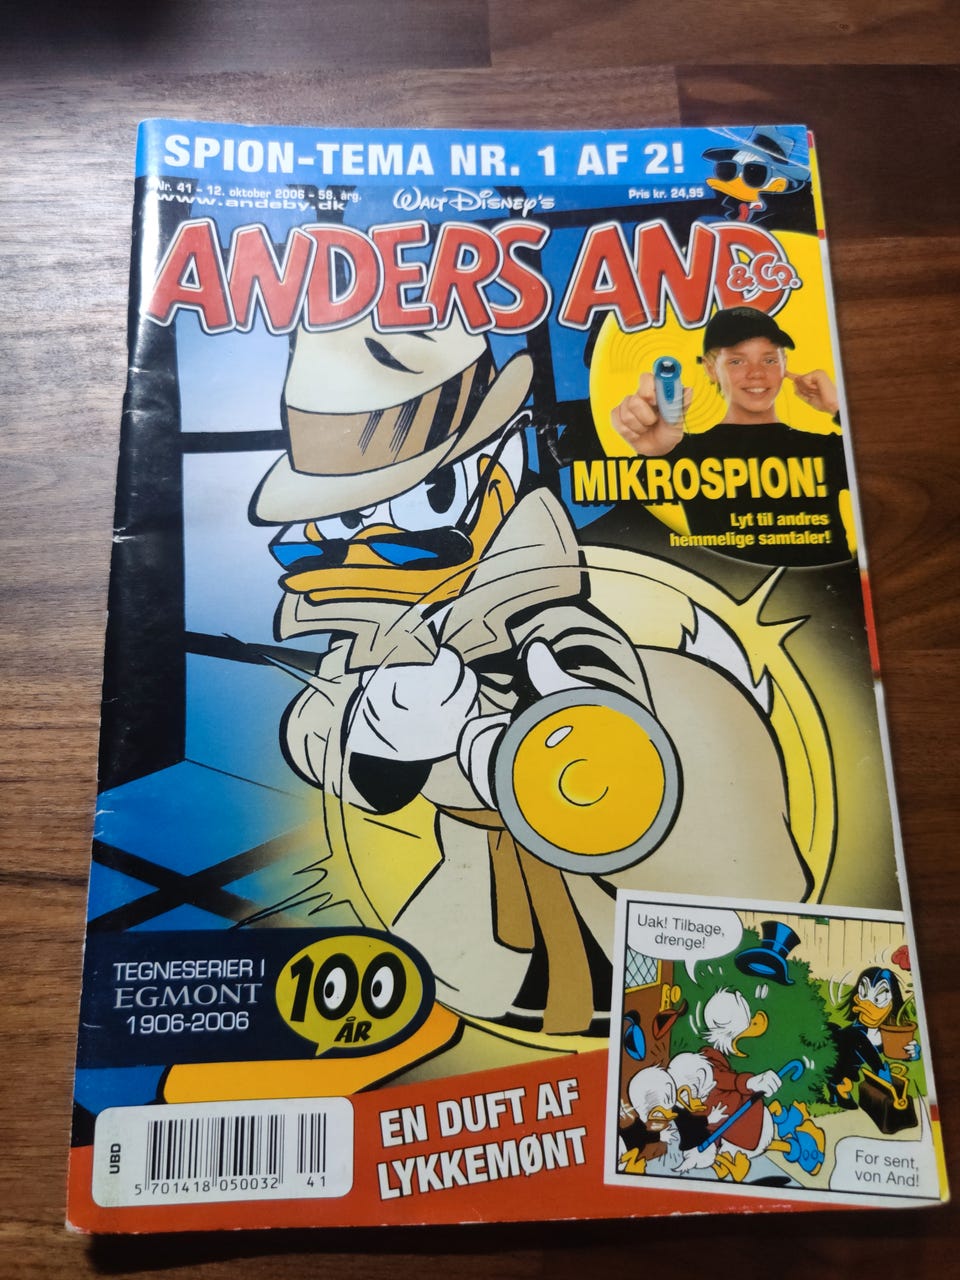 SPION-TEMA NR. 1 AF 2!
Nr. 41 - 12. oktober 2006 - 58. årg.
www.andeby.dk
WALT DISNEY'S
Pris kr. 24,95
ANDERS AND
& Co.
MIKROSPION!
Lyt til andres
hemmelige samtaler!
Uak! Tilbage,
drenge!
TEGNESERIER I
EGMONT
1906-2006
100
ÅR
EN DUFT AF
LYKKEMØNT
For sent,
von And!
UBD
5 701418 050032
41